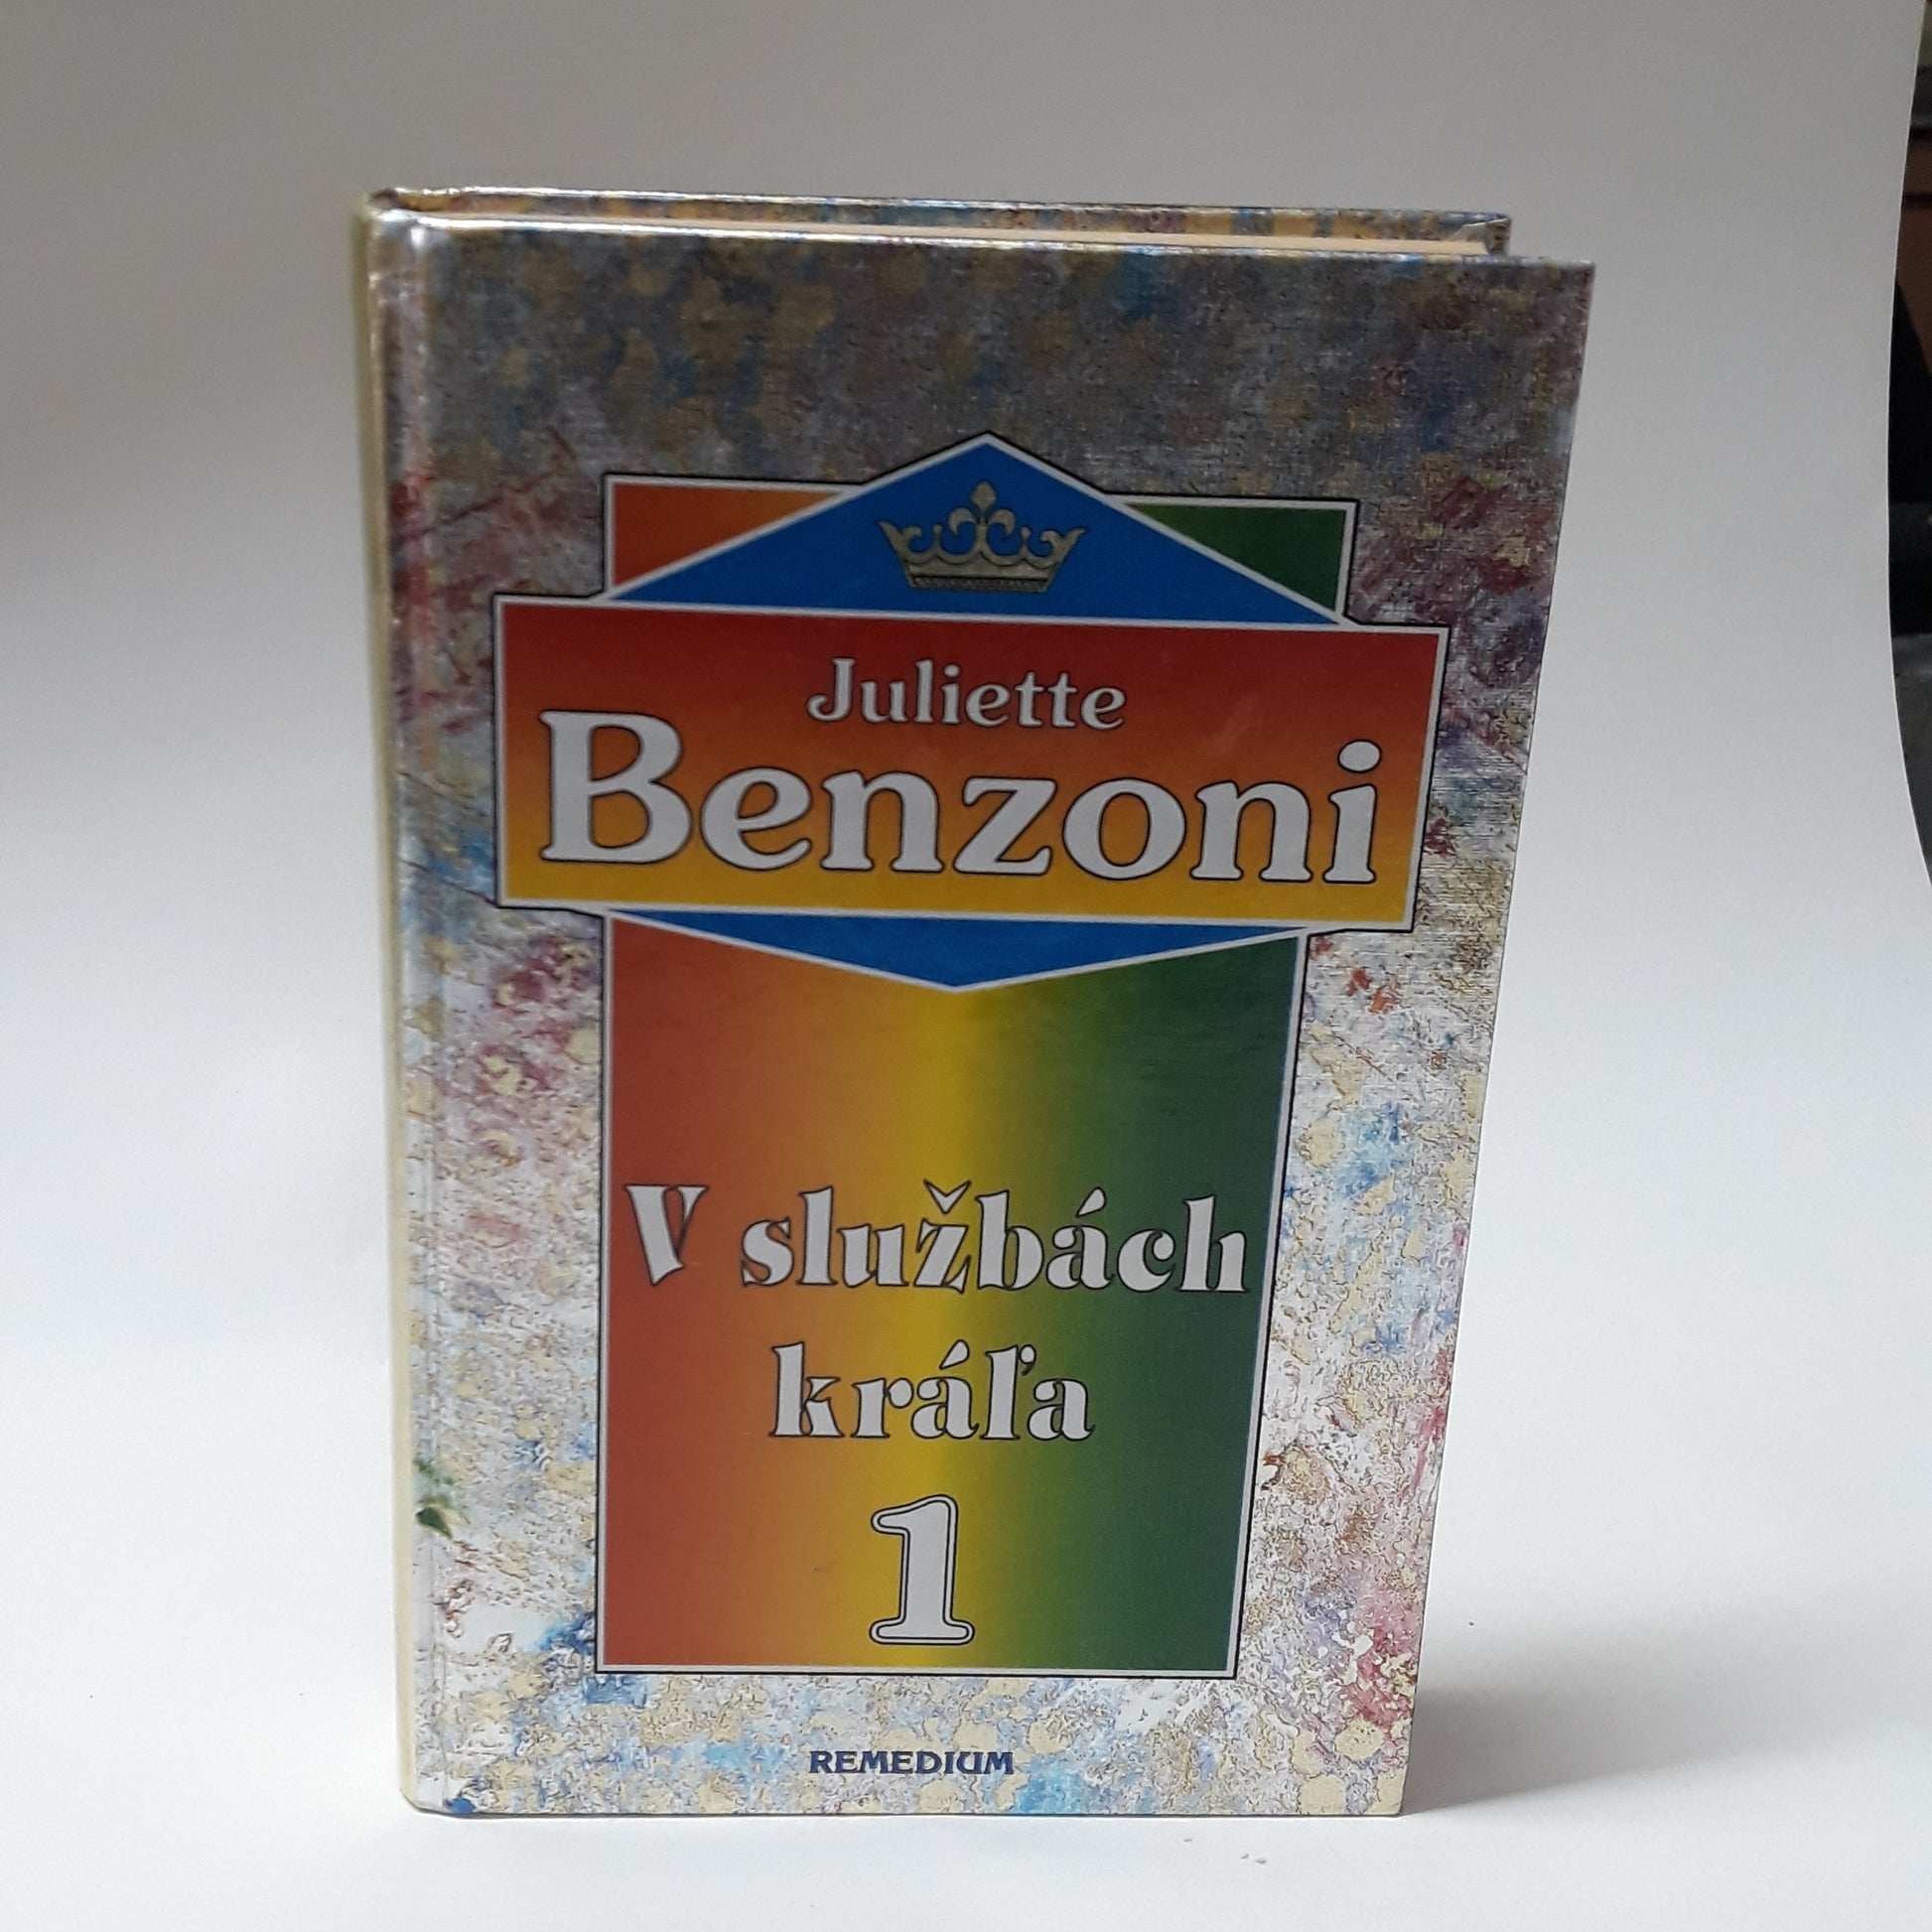 Juliette
Benzoni
V službách
kráľa
1
REMEDIUM